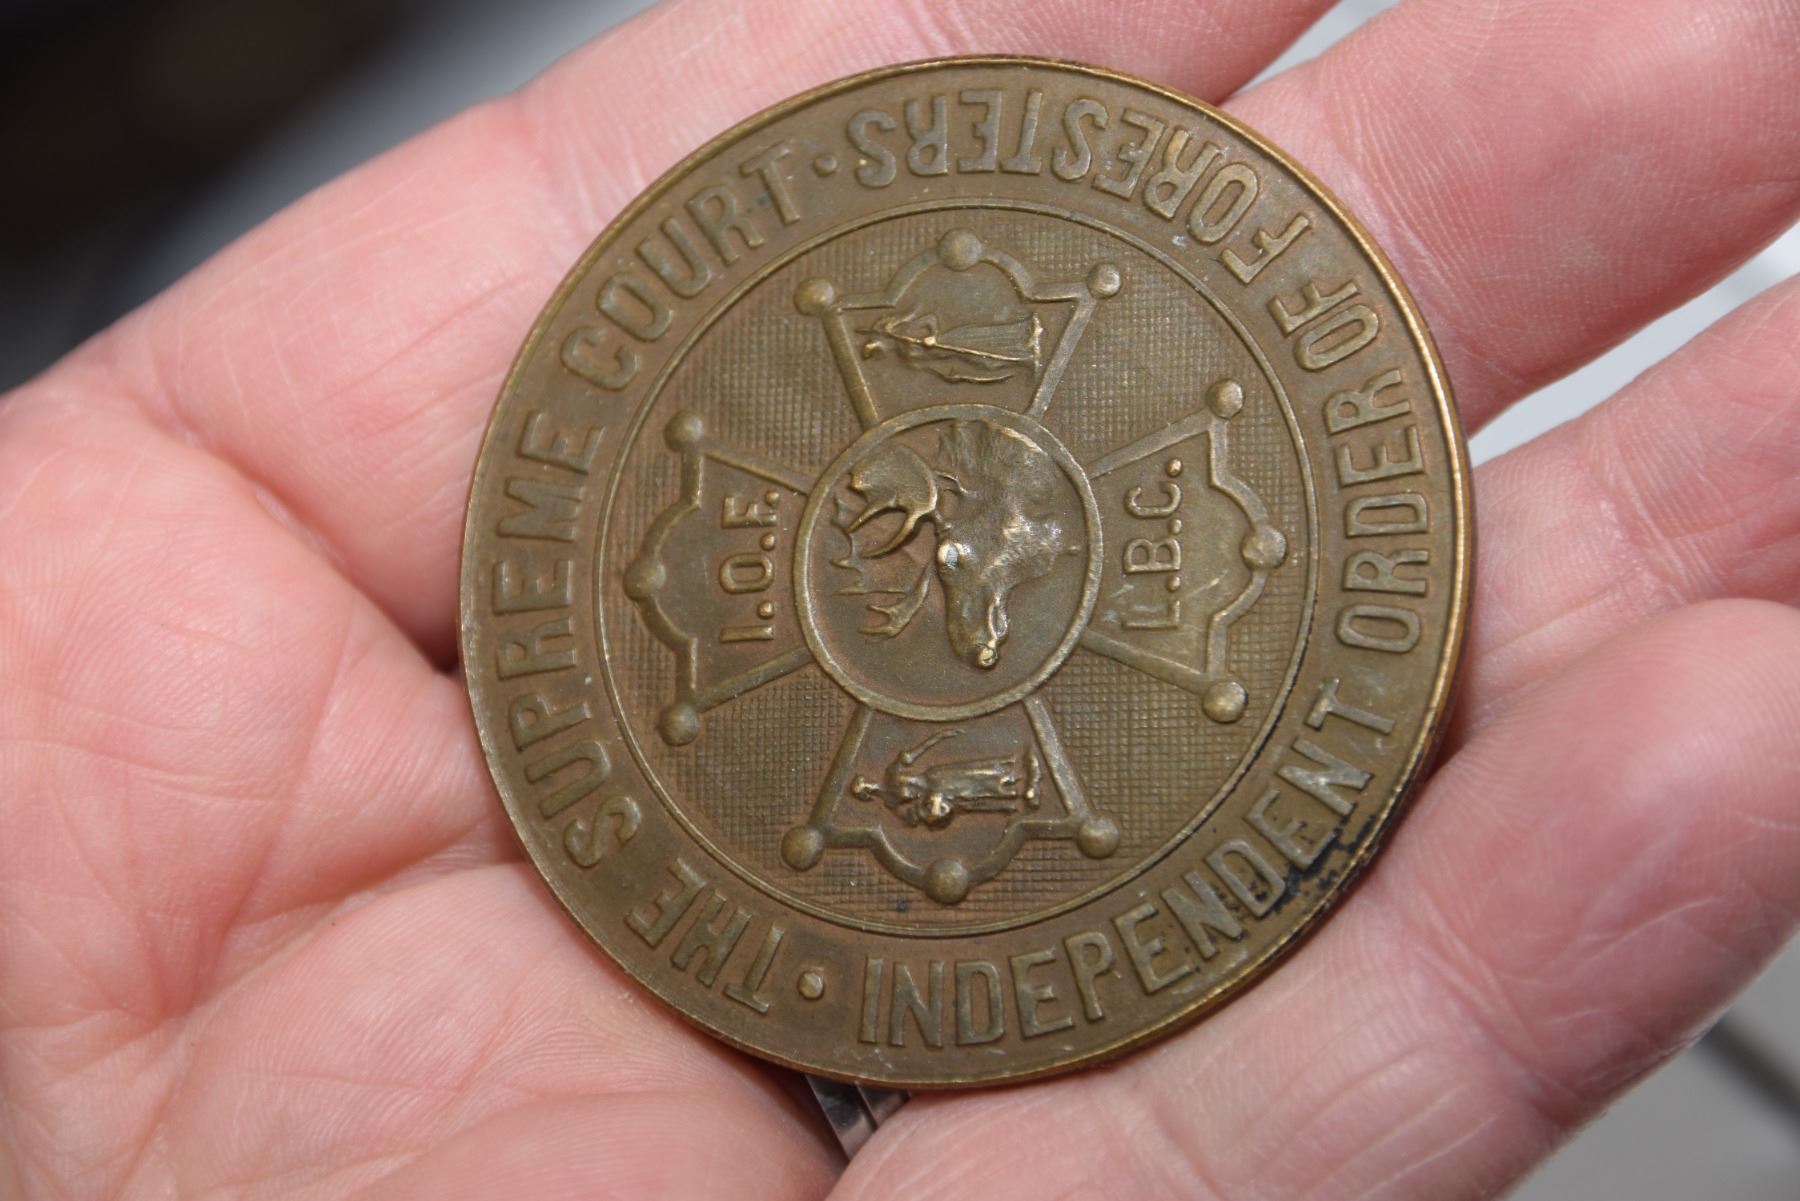 THE SUPREME COURT
· INDEPENDENT ORDER OF FORESTERS ·
I.O.F.
L.B.C.